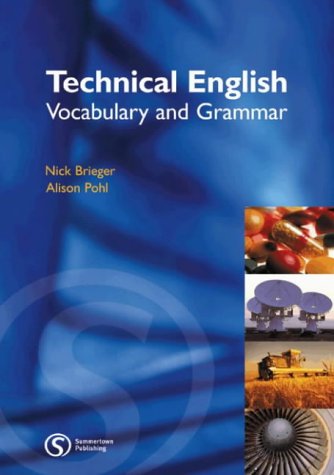 Technical English
Vocabulary and Grammar
Nick Brieger
Alison Pohl
S
Summertown
Publishing